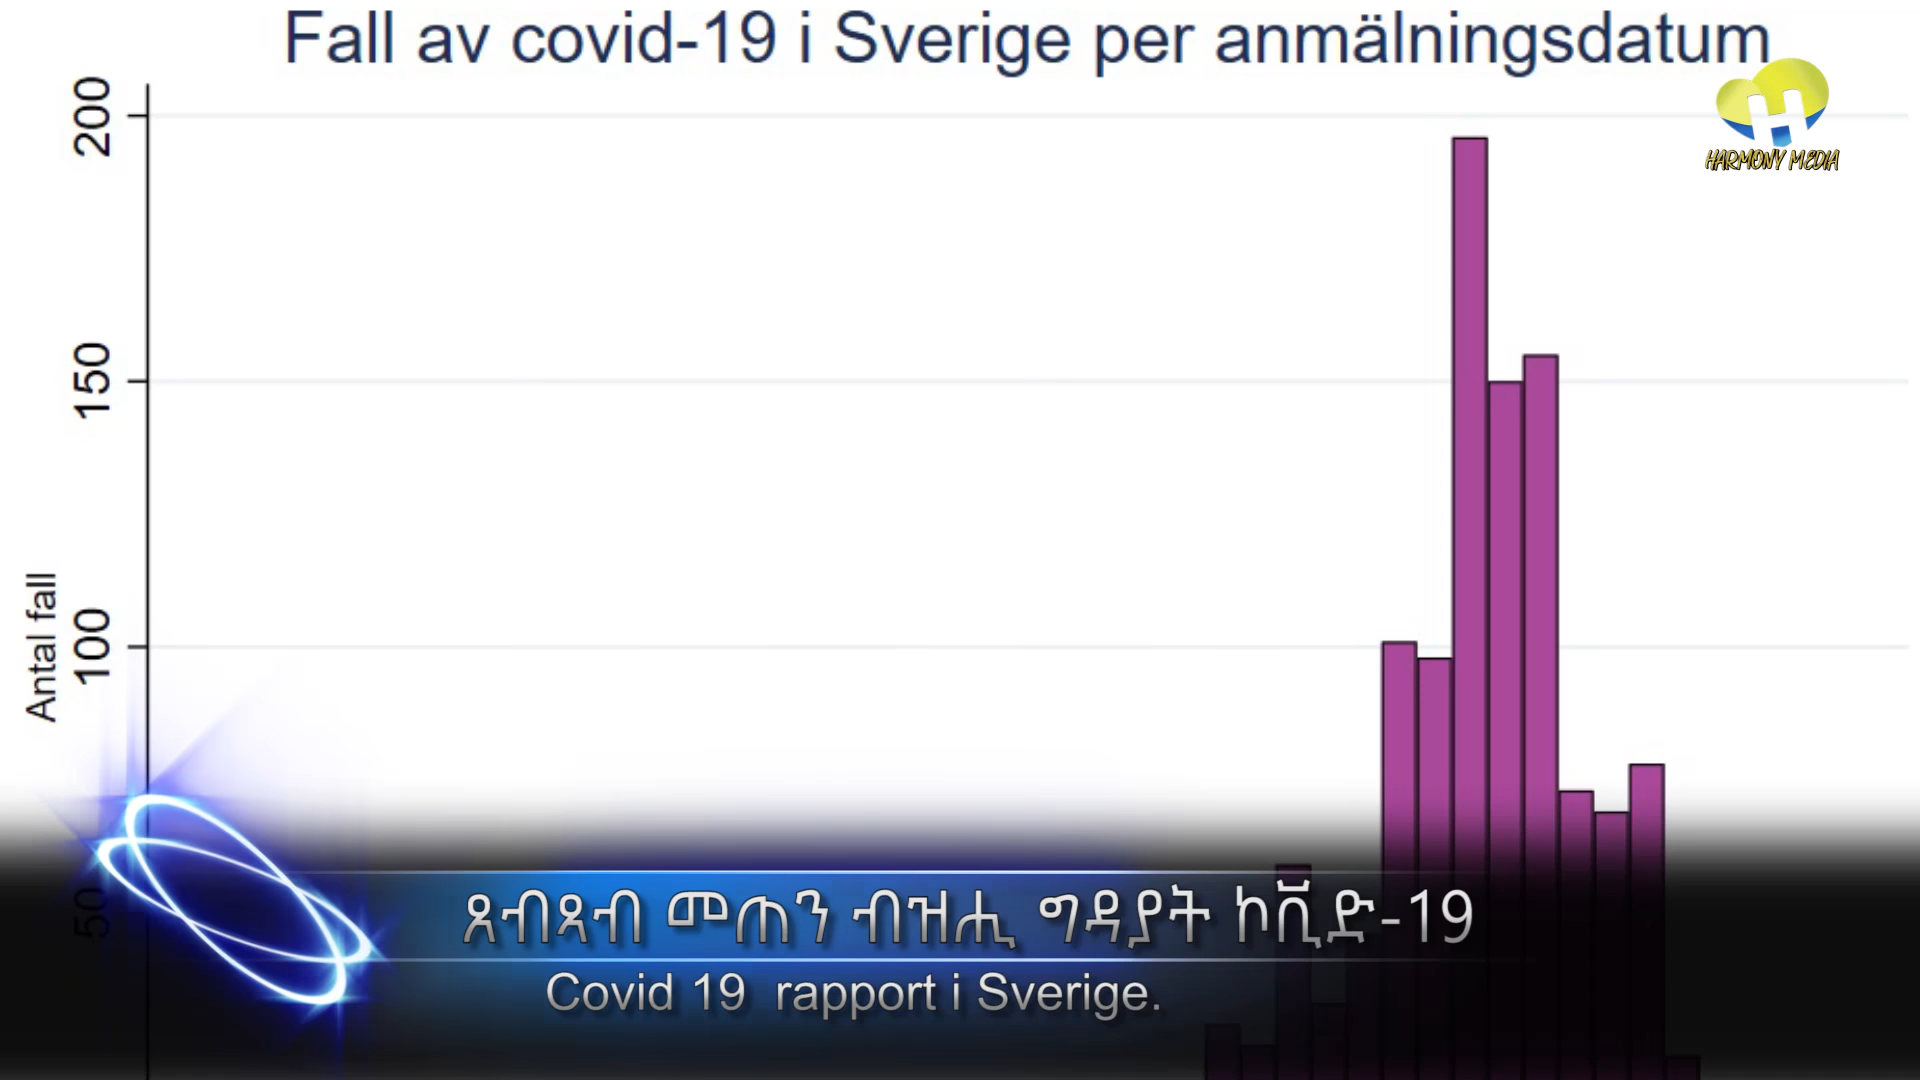 Fall av covid-19 i Sverige per anmälningsdatum
200
HARMONY MEDIA
150
Antal fall
100
50
ጸብጻብ መጠን ብዝሒ ግዳያት ኮቪድ-19
Covid 19 rapport i Sverige.